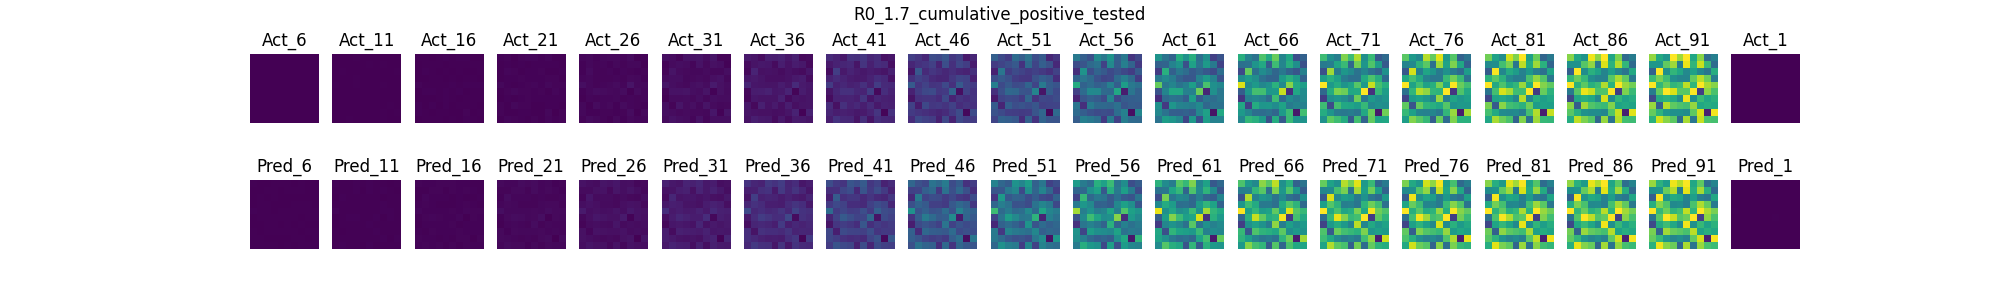 R0_1.7_cumulative_positive_tested
Act_6 Act_11 Act_16 Act_21 Act_26 Act_31 Act_36 Act_41 Act_46 Act_51 Act_56 Act_61 Act_66 Act_71 Act_76 Act_81 Act_86 Act_91 Act_1
Pred_6 Pred_11 Pred_16 Pred_21 Pred_26 Pred_31 Pred_36 Pred_41 Pred_46 Pred_51 Pred_56 Pred_61 Pred_66 Pred_71 Pred_76 Pred_81 Pred_86 Pred_91 Pred_1